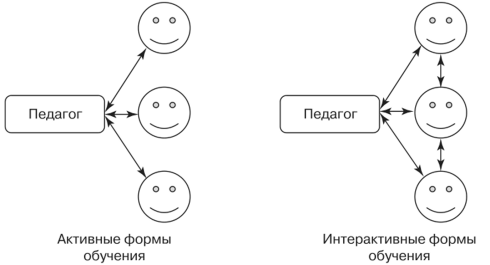 Педагог
Педагог
Активные формы
обучения
Интерактивные формы
обучения